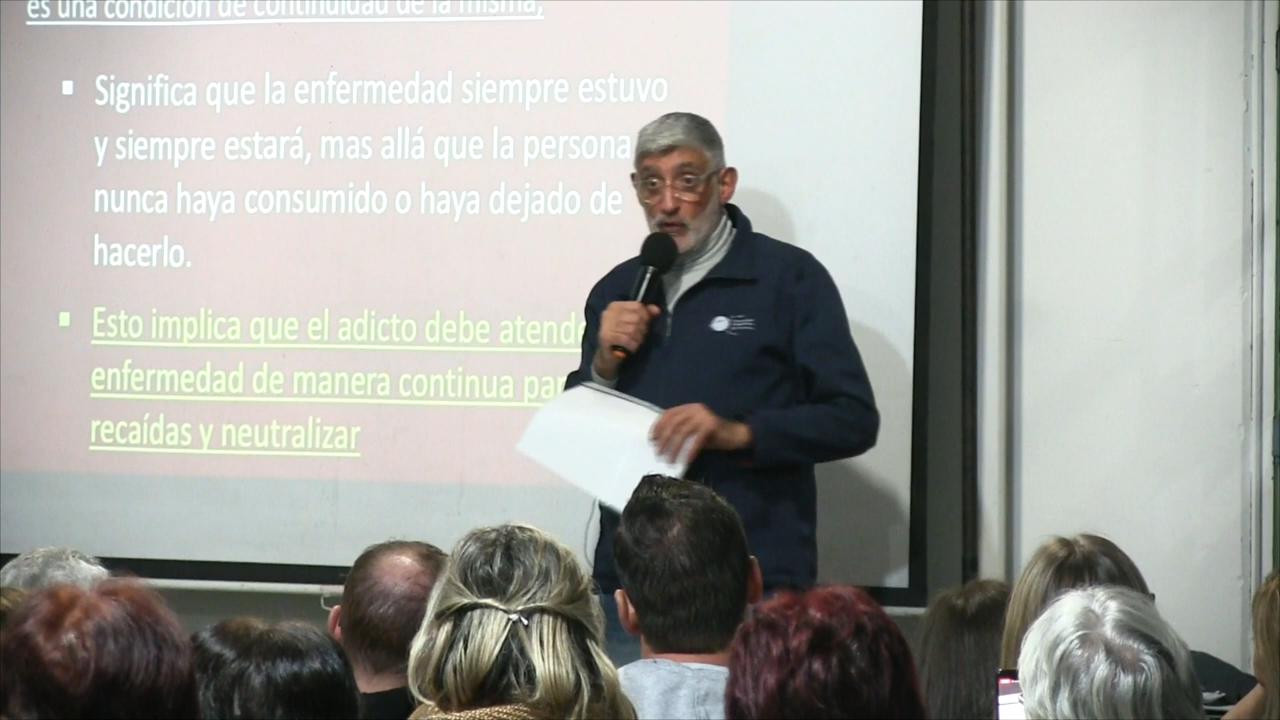 es una condición de continuidad de la misma,
Significa que la enfermedad siempre estuvo
y siempre estará, mas allá que la persona
nunca haya consumido o haya dejado de
hacerlo.
Esto implica que el adicto debe
enfermedad de manera continua
recaídas y neutralizar